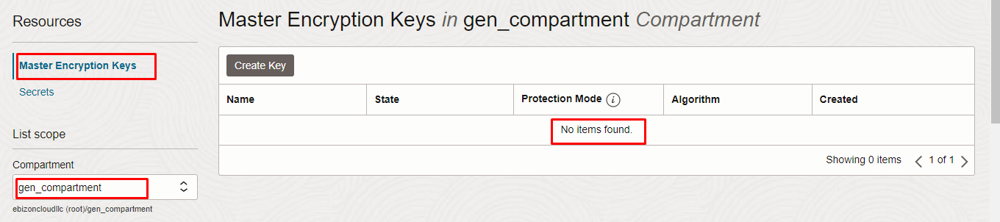 Resources
Master Encryption Keys
Secrets
List scope
Compartment
gen_compartment
ebizoncloudllc (root)/gen_compartment
Master Encryption Keys in gen_compartment Compartment
Create Key
Name State Protection Mode i Algorithm Created
No items found.
Showing 0 items < 1 of 1 >